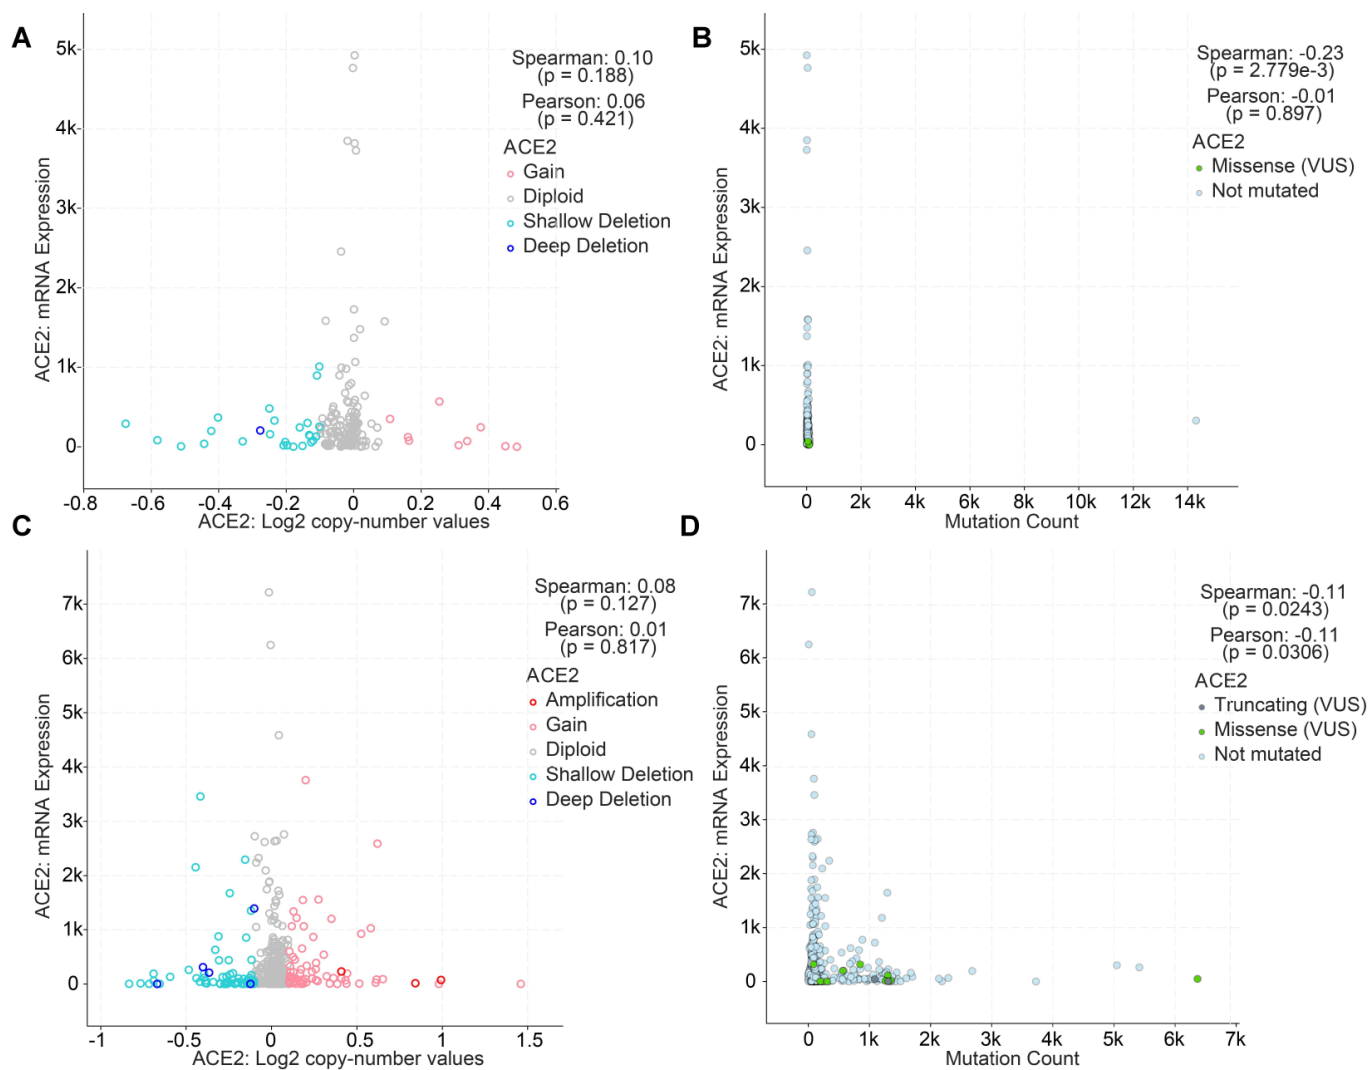 A
5k
4k
3k
2k
1k
0
ACE2: mRNA Expression
-0.8
-0.6
-0.4
-0.2
0
0.2
0.4
0.6
ACE2: Log2 copy-number values
Spearman: 0.10
(p = 0.188)
Pearson: 0.06
(p = 0.421)
ACE2
Gain
Diploid
Shallow Deletion
Deep Deletion
B
5k
4k
3k
2k
1k
0
ACE2: mRNA Expression
0
2k
4k
6k
8k
10k
12k
14k
Mutation Count
Spearman: -0.23
(p = 2.779e-3)
Pearson: -0.01
(p = 0.897)
ACE2
Missense (VUS)
Not mutated
C
7k
6k
5k
4k
3k
2k
1k
0
ACE2: mRNA Expression
-1
-0.5
0
0.5
1
1.5
ACE2: Log2 copy-number values
Spearman: 0.08
(p = 0.127)
Pearson: 0.01
(p = 0.817)
ACE2
Amplification
Gain
Diploid
Shallow Deletion
Deep Deletion
D
7k
6k
5k
4k
3k
2k
1k
0
ACE2: mRNA Expression
0
1k
2k
3k
4k
5k
6k
7k
Mutation Count
Spearman: -0.11
(p = 0.0243)
Pearson: -0.11
(p = 0.0306)
ACE2
Truncating (VUS)
Missense (VUS)
Not mutated